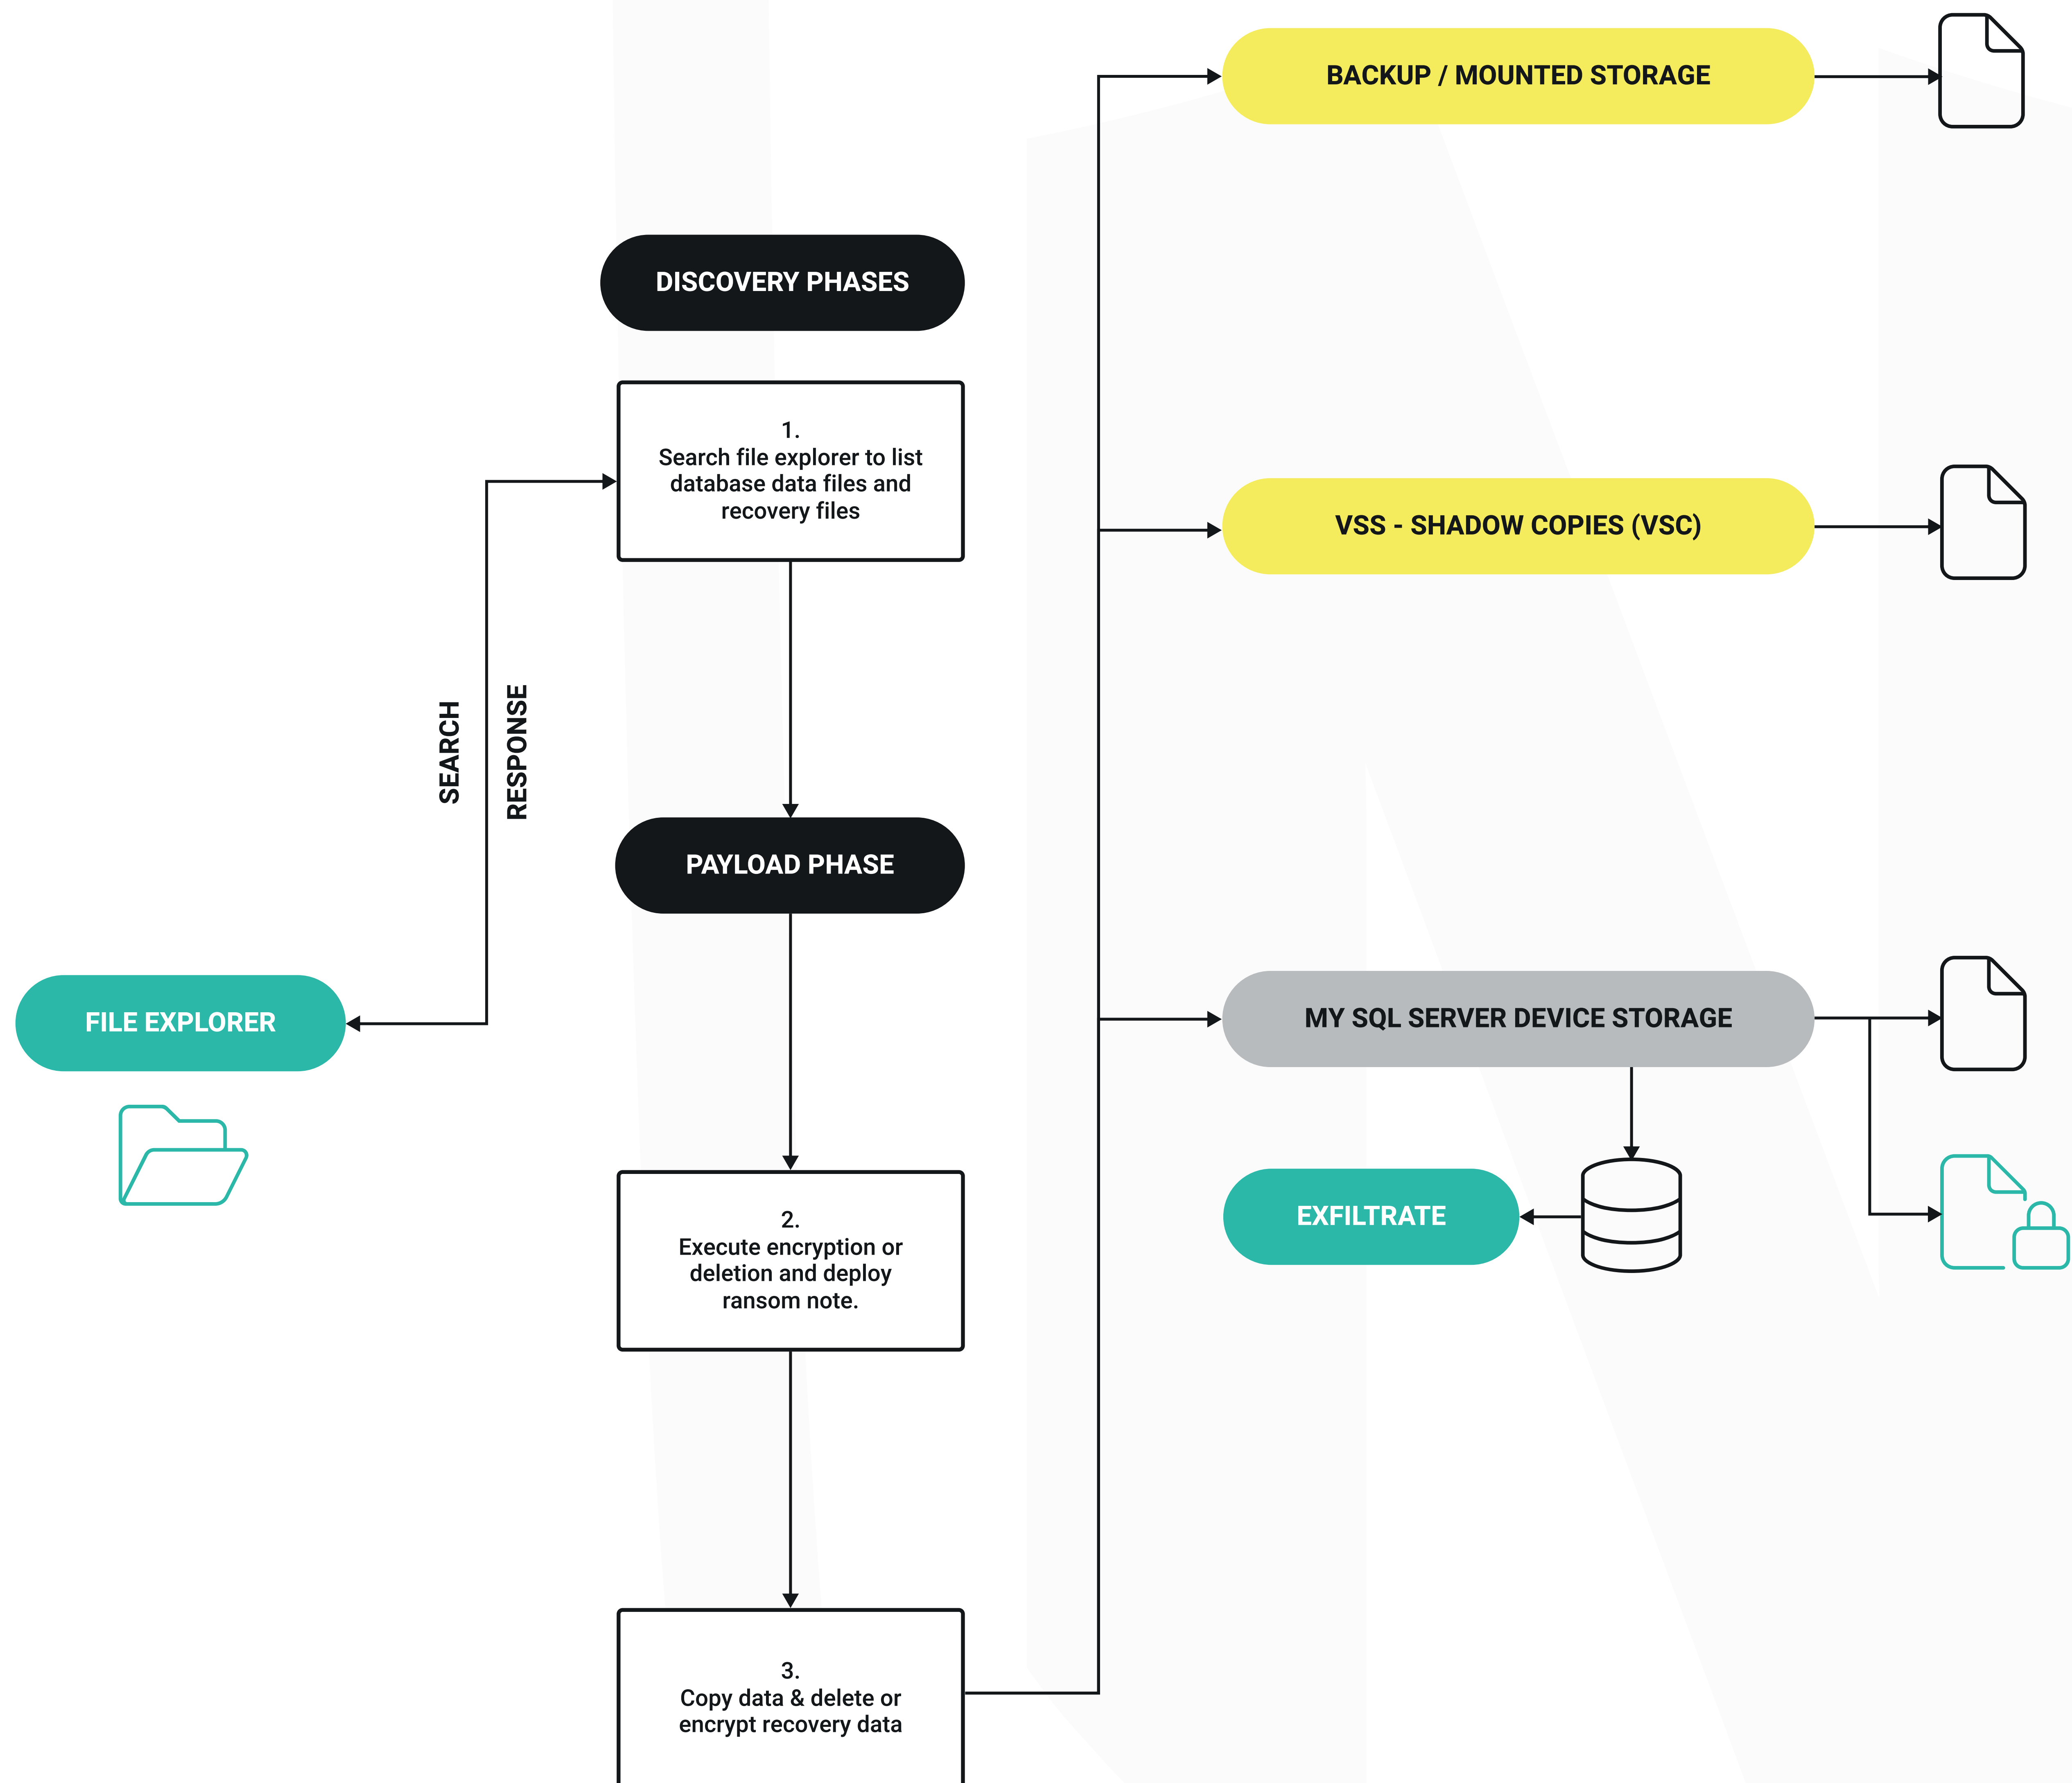 BACKUP / MOUNTED STORAGE
DISCOVERY PHASES
1.
Search file explorer to list
database data files and
recovery files
VSS - SHADOW COPIES (VSC)
SEARCH
RESPONSE
PAYLOAD PHASE
FILE EXPLORER
MY SQL SERVER DEVICE STORAGE
2.
Execute encryption or
deletion and deploy
ransom note.
EXFILTRATE
3.
Copy data & delete or
encrypt recovery data